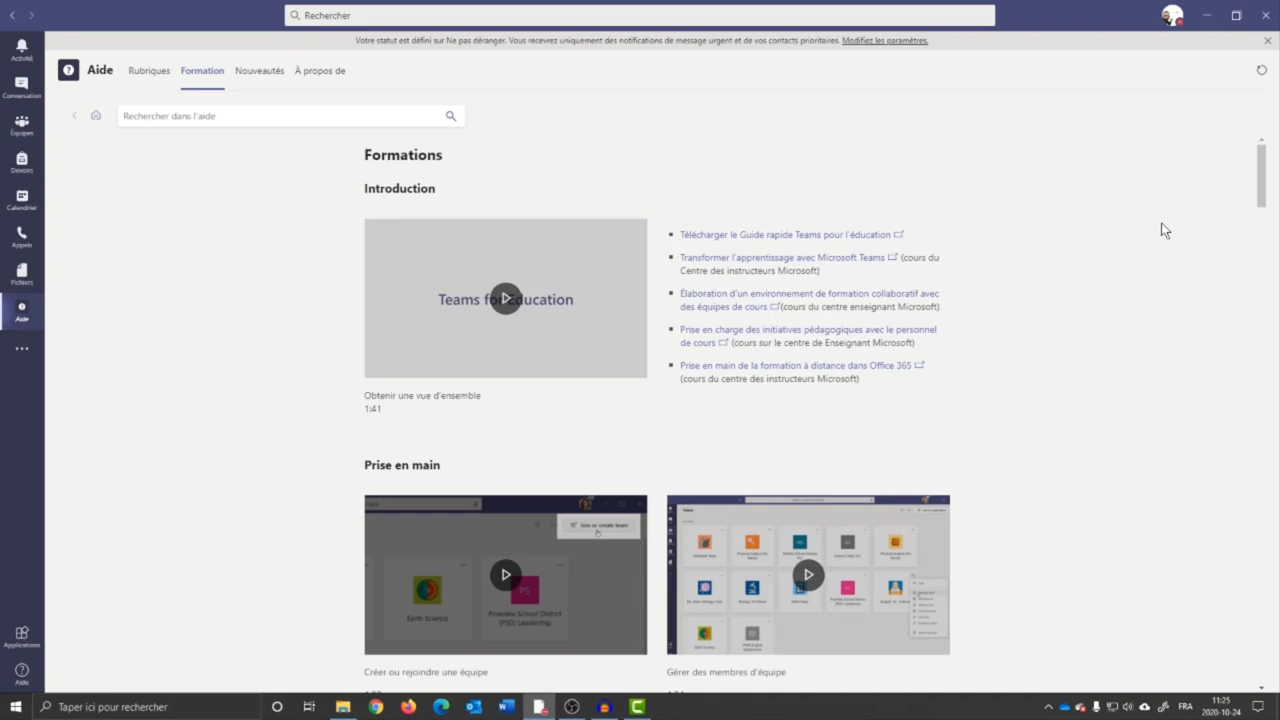 Rechercher
Votre statut est défini sur Ne pas déranger. Vous recevrez uniquement des notifications de message urgent et de vos contacts prioritaires. Modifiez les paramètres.
Activité
Conversation
Équipes
Devoirs
Calendrier
Appels
Fichiers
Aide
Applications
Aide
Aide
Rubriques
Formation
Nouveautés
À propos de
Rechercher dans l'aide
Formations
Introduction
Teams for Education
Obtenir une vue d'ensemble
1:41
Télécharger le Guide rapide Teams pour l'éducation
Transformer l'apprentissage avec Microsoft Teams (cours du
Centre des instructeurs Microsoft)
Élaboration d'un environnement de formation collaboratif avec
des équipes de cours (cours du centre enseignant Microsoft)
Prise en charge des initiatives pédagogiques avec le personnel
de cours (cours sur le centre de Enseignant Microsoft)
Prise en main de la formation à distance dans Office 365
(cours du centre des instructeurs Microsoft)
Prise en main
Join or create team
Earth Science
PS
Pineview School District
(PSD) Leadership
Créer ou rejoindre une équipe
Gérer des membres d'équipe
Taper ici pour rechercher
FRA
11:25
2020-10-24